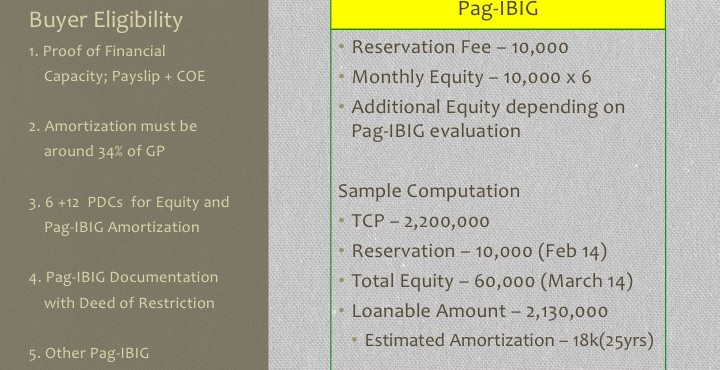 Buyer Eligibility
1. Proof of Financial
Capacity; Payslip + COE
2. Amortization must be
around 34% of GP
3. 6 +12 PDCs for Equity and
Pag-IBIG Amortization
4. Pag-IBIG Documentation
with Deed of Restriction
5. Other Pag-IBIG
Pag-IBIG
• Reservation Fee – 10,000
• Monthly Equity – 10,000 x 6
• Additional Equity depending on
Pag-IBIG evaluation
Sample Computation
• TCP – 2,200,000
• Reservation – 10,000 (Feb 14)
• Total Equity – 60,000 (March 14)
• Loanable Amount – 2,130,000
• Estimated Amortization – 18k(25yrs)